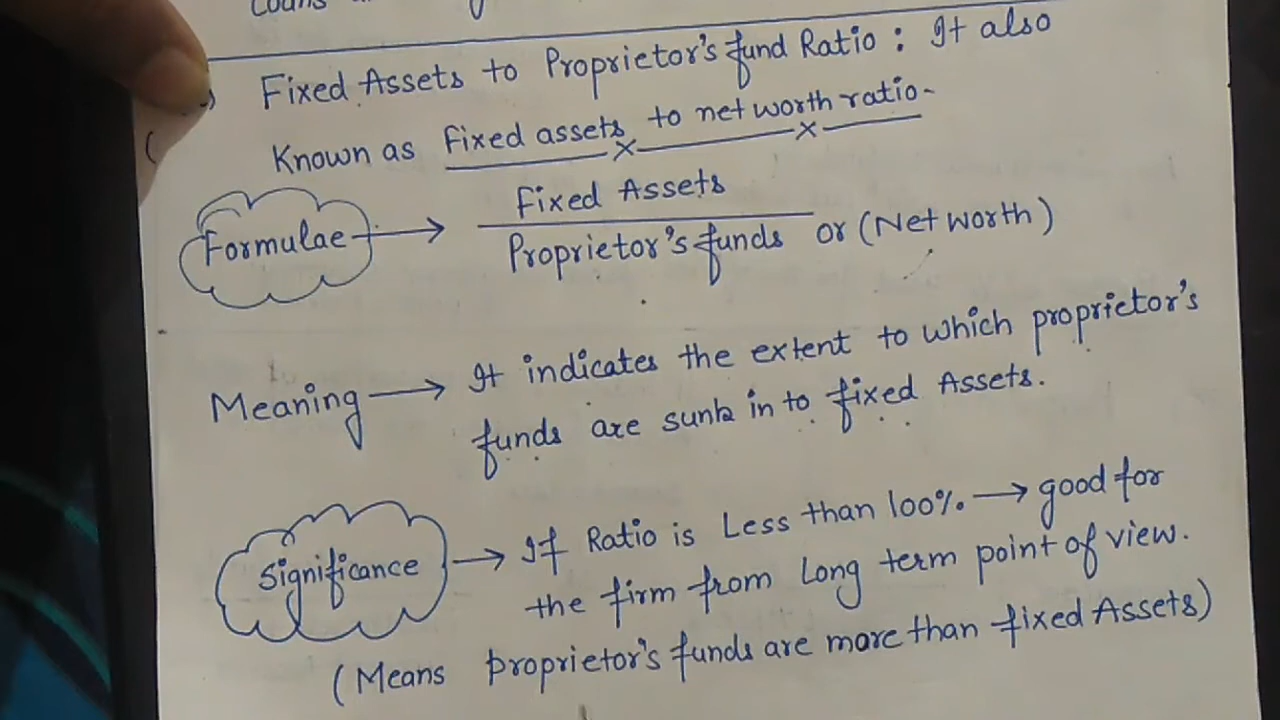 Loans
Fixed Assets to Proprietor's fund Ratio : It also
Known as fixed assets to net worth ratio-
Formulae → Fixed Assets
Proprietor's funds or (Net worth)
Meaning → It indicates the extent to which proprietor's
funds are sunk in to fixed Assets.
Significance → If Ratio is Less than 100% → good for
the firm from Long term point of view.
(Means proprietor's funds are more than fixed Assets)